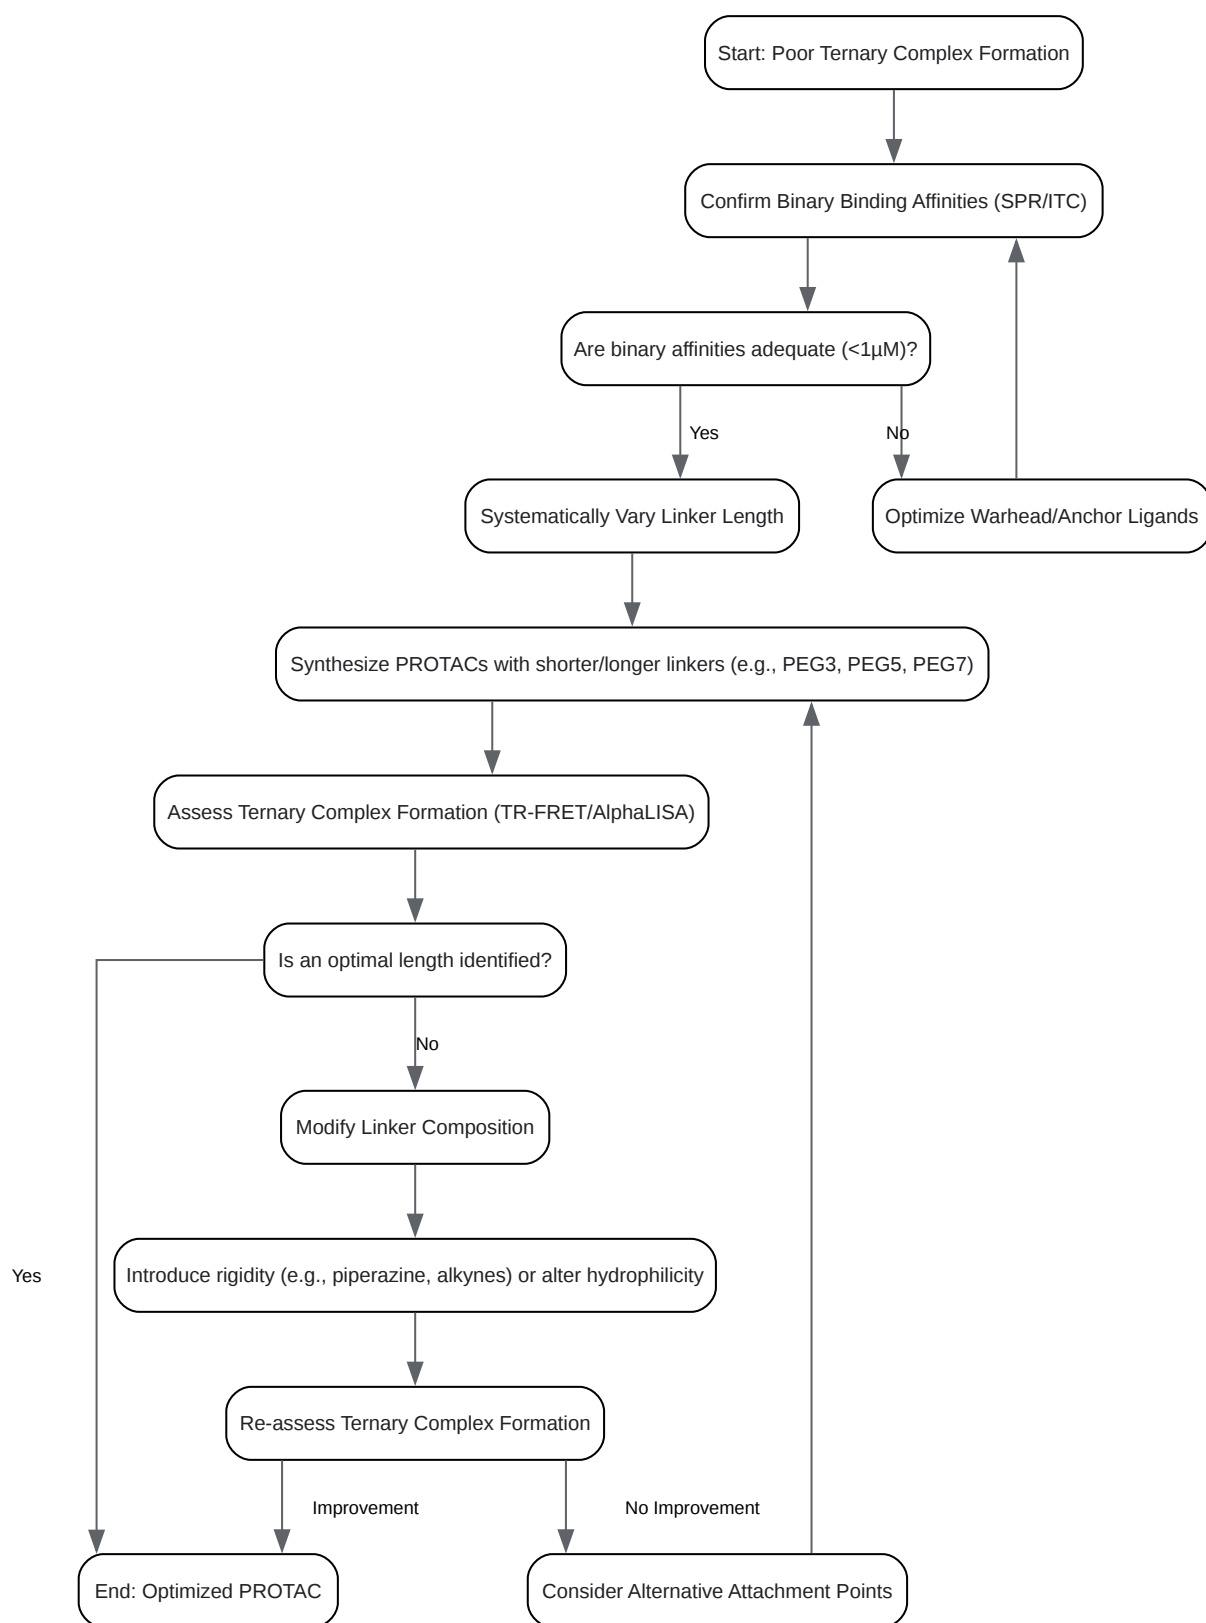 Start: Poor Ternary Complex Formation
Confirm Binary Binding Affinities (SPR/ITC)
Are binary affinities adequate (<1µM)?
Yes
No
Systematically Vary Linker Length
Optimize Warhead/Anchor Ligands
Synthesize PROTACs with shorter/longer linkers (e.g., PEG3, PEG5, PEG7)
Assess Ternary Complex Formation (TR-FRET/AlphaLISA)
Is an optimal length identified?
No
Modify Linker Composition
Yes
Introduce rigidity (e.g., piperazine, alkynes) or alter hydrophilicity
Re-assess Ternary Complex Formation
Improvement
No Improvement
End: Optimized PROTAC
Consider Alternative Attachment Points